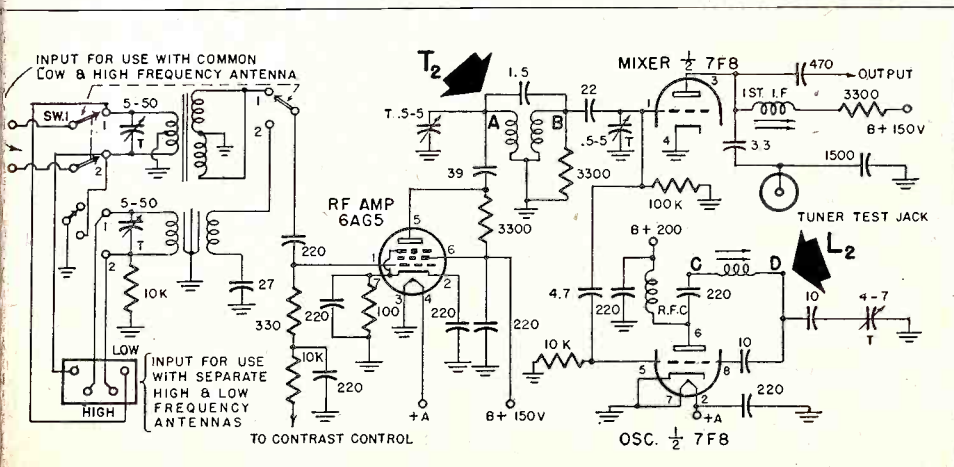 INPUT FOR USE WITH COMMON
LOW & HIGH FREQUENCY ANTENNA
SW.1
1
2
5-50
T
1
2
T2
1.5
T .5-5
A
B
22
.5-5
T
MIXER ½ 7F8
1
3
4
470
OUTPUT
1ST. I.F
3300
B+ 150V
3.3
1500
TUNER TEST JACK
39
3300
3300
100K
RF AMP
6AG5
5
1
6
7
2
3
4
5-50
1
T
2
10K
27
220
330
220
100
10K
220
220
220
+A
B+ 150V
TO CONTRAST CONTROL
B+ 200
4.7
220
R.F.C
220
C
D
L2
10
4-7
T
10
10K
6
5
8
7
2
220
+A
OSC. ½ 7F8
LOW
HIGH
INPUT FOR USE
WITH SEPARATE
HIGH & LOW
FREQUENCY
ANTENNAS